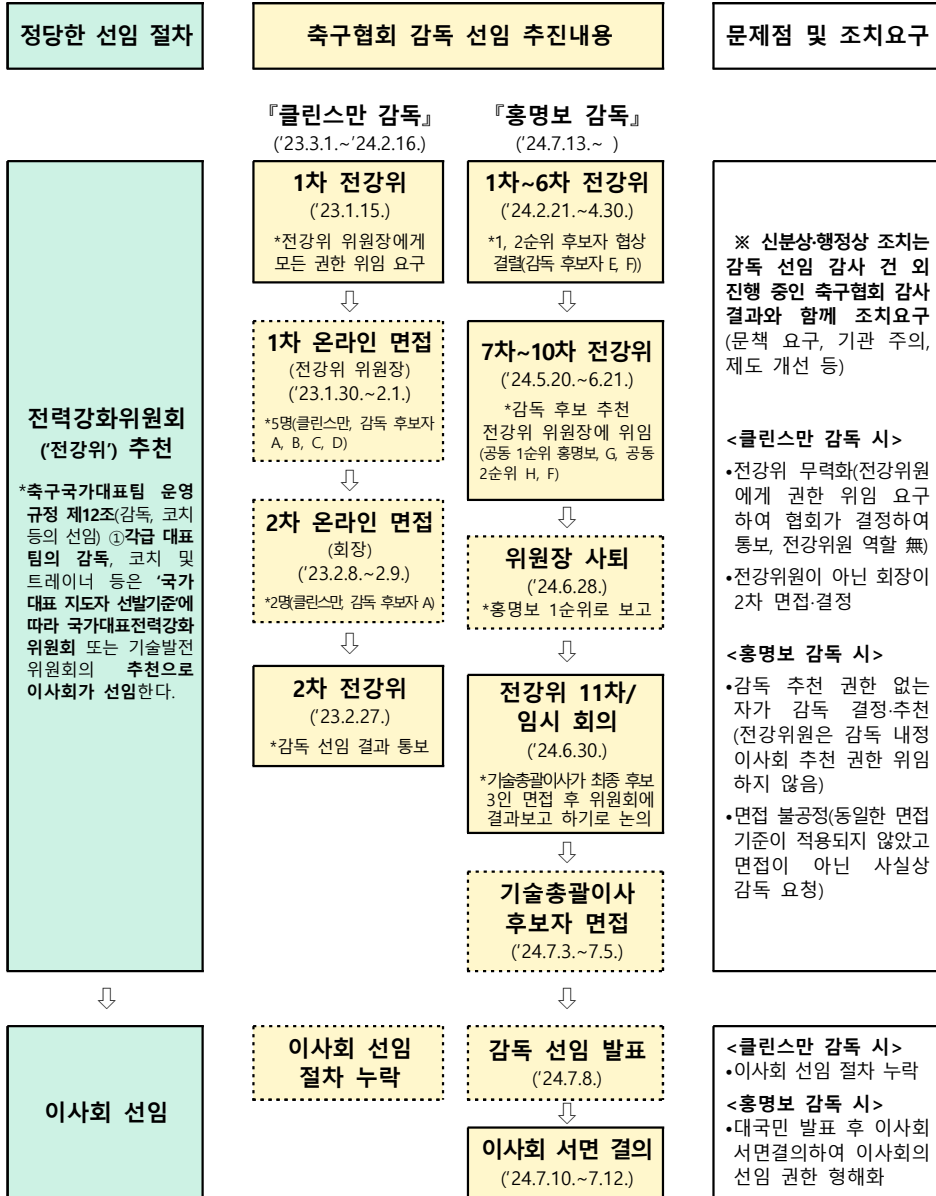 정당한 선임 절차
축구협회 감독 선임 추진내용
문제점 및 조치요구
『클린스만 감독』
('23.3.1.~'24.2.16.)
『홍명보 감독』
('24.7.13.~ )
전력강화위원회
('전강위') 추천
*축구국가대표팀 운영
규정 제12조(감독, 코치
등의 선임) ①각급 대표
팀의 감독, 코치 및
트레이너 등은 '국가
대표 지도자 선발기준'에
따라 국가대표전력강화
위원회 또는 기술발전
위원회의 추천으로
이사회가 선임한다.
⇩
이사회 선임
1차 전강위
('23.1.15.)
*전강위 위원장에게
모든 권한 위임 요구
⇩
1차 온라인 면접
(전강위 위원장)
('23.1.30.~2.1.)
*5명(클린스만, 감독 후보자
A, B, C, D)
⇩
2차 온라인 면접
(회장)
('23.2.8.~2.9.)
*2명(클린스만, 감독 후보자 A)
⇩
2차 전강위
('23.2.27.)
*감독 선임 결과 통보
이사회 선임
절차 누락
1차~6차 전강위
('24.2.21.~4.30.)
*1, 2순위 후보자 협상
결렬(감독 후보자 E, F))
⇩
7차~10차 전강위
('24.5.20.~6.21.)
*감독 후보 추천
전강위 위원장에 위임
(공동 1순위 홍명보, G, 공동
2순위 H, F)
⇩
위원장 사퇴
('24.6.28.)
*홍명보 1순위로 보고
⇩
전강위 11차/
임시 회의
('24.6.30.)
*기술총괄이사가 최종 후보
3인 면접 후 위원회에
결과보고 하기로 논의
⇩
기술총괄이사
후보자 면접
('24.7.3.~7.5.)
⇩
감독 선임 발표
('24.7.8.)
⇩
이사회 서면 결의
('24.7.10.~7.12.)
※ 신분상·행정상 조치는
감독 선임 감사 건 외
진행 중인 축구협회 감사
결과와 함께 조치요구
(문책 요구, 기관 주의,
제도 개선 등)
<클린스만 감독 시>
•전강위 무력화(전강위원
에게 권한 위임 요구
하여 협회가 결정하여
통보, 전강위원 역할 無)
•전강위원이 아닌 회장이
2차 면접·결정
<홍명보 감독 시>
•감독 추천 권한 없는
자가 감독 결정·추천
(전강위원은 감독 내정
이사회 추천 권한 위임
하지 않음)
•면접 불공정(동일한 면접
기준이 적용되지 않았고
면접이 아닌 사실상
감독 요청)
<클린스만 감독 시>
•이사회 선임 절차 누락
<홍명보 감독 시>
•대국민 발표 후 이사회
서면결의하여 이사회의
선임 권한 형해화